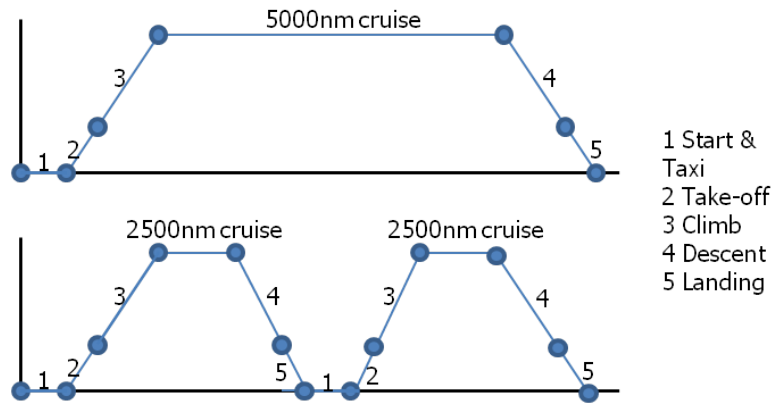 5000nm cruise
3
4
1
2
5
1 Start &
Taxi
2 Take-off
3 Climb
4 Descent
5 Landing
2500nm cruise
2500nm cruise
3
4
3
4
1
2
5
1
2
5